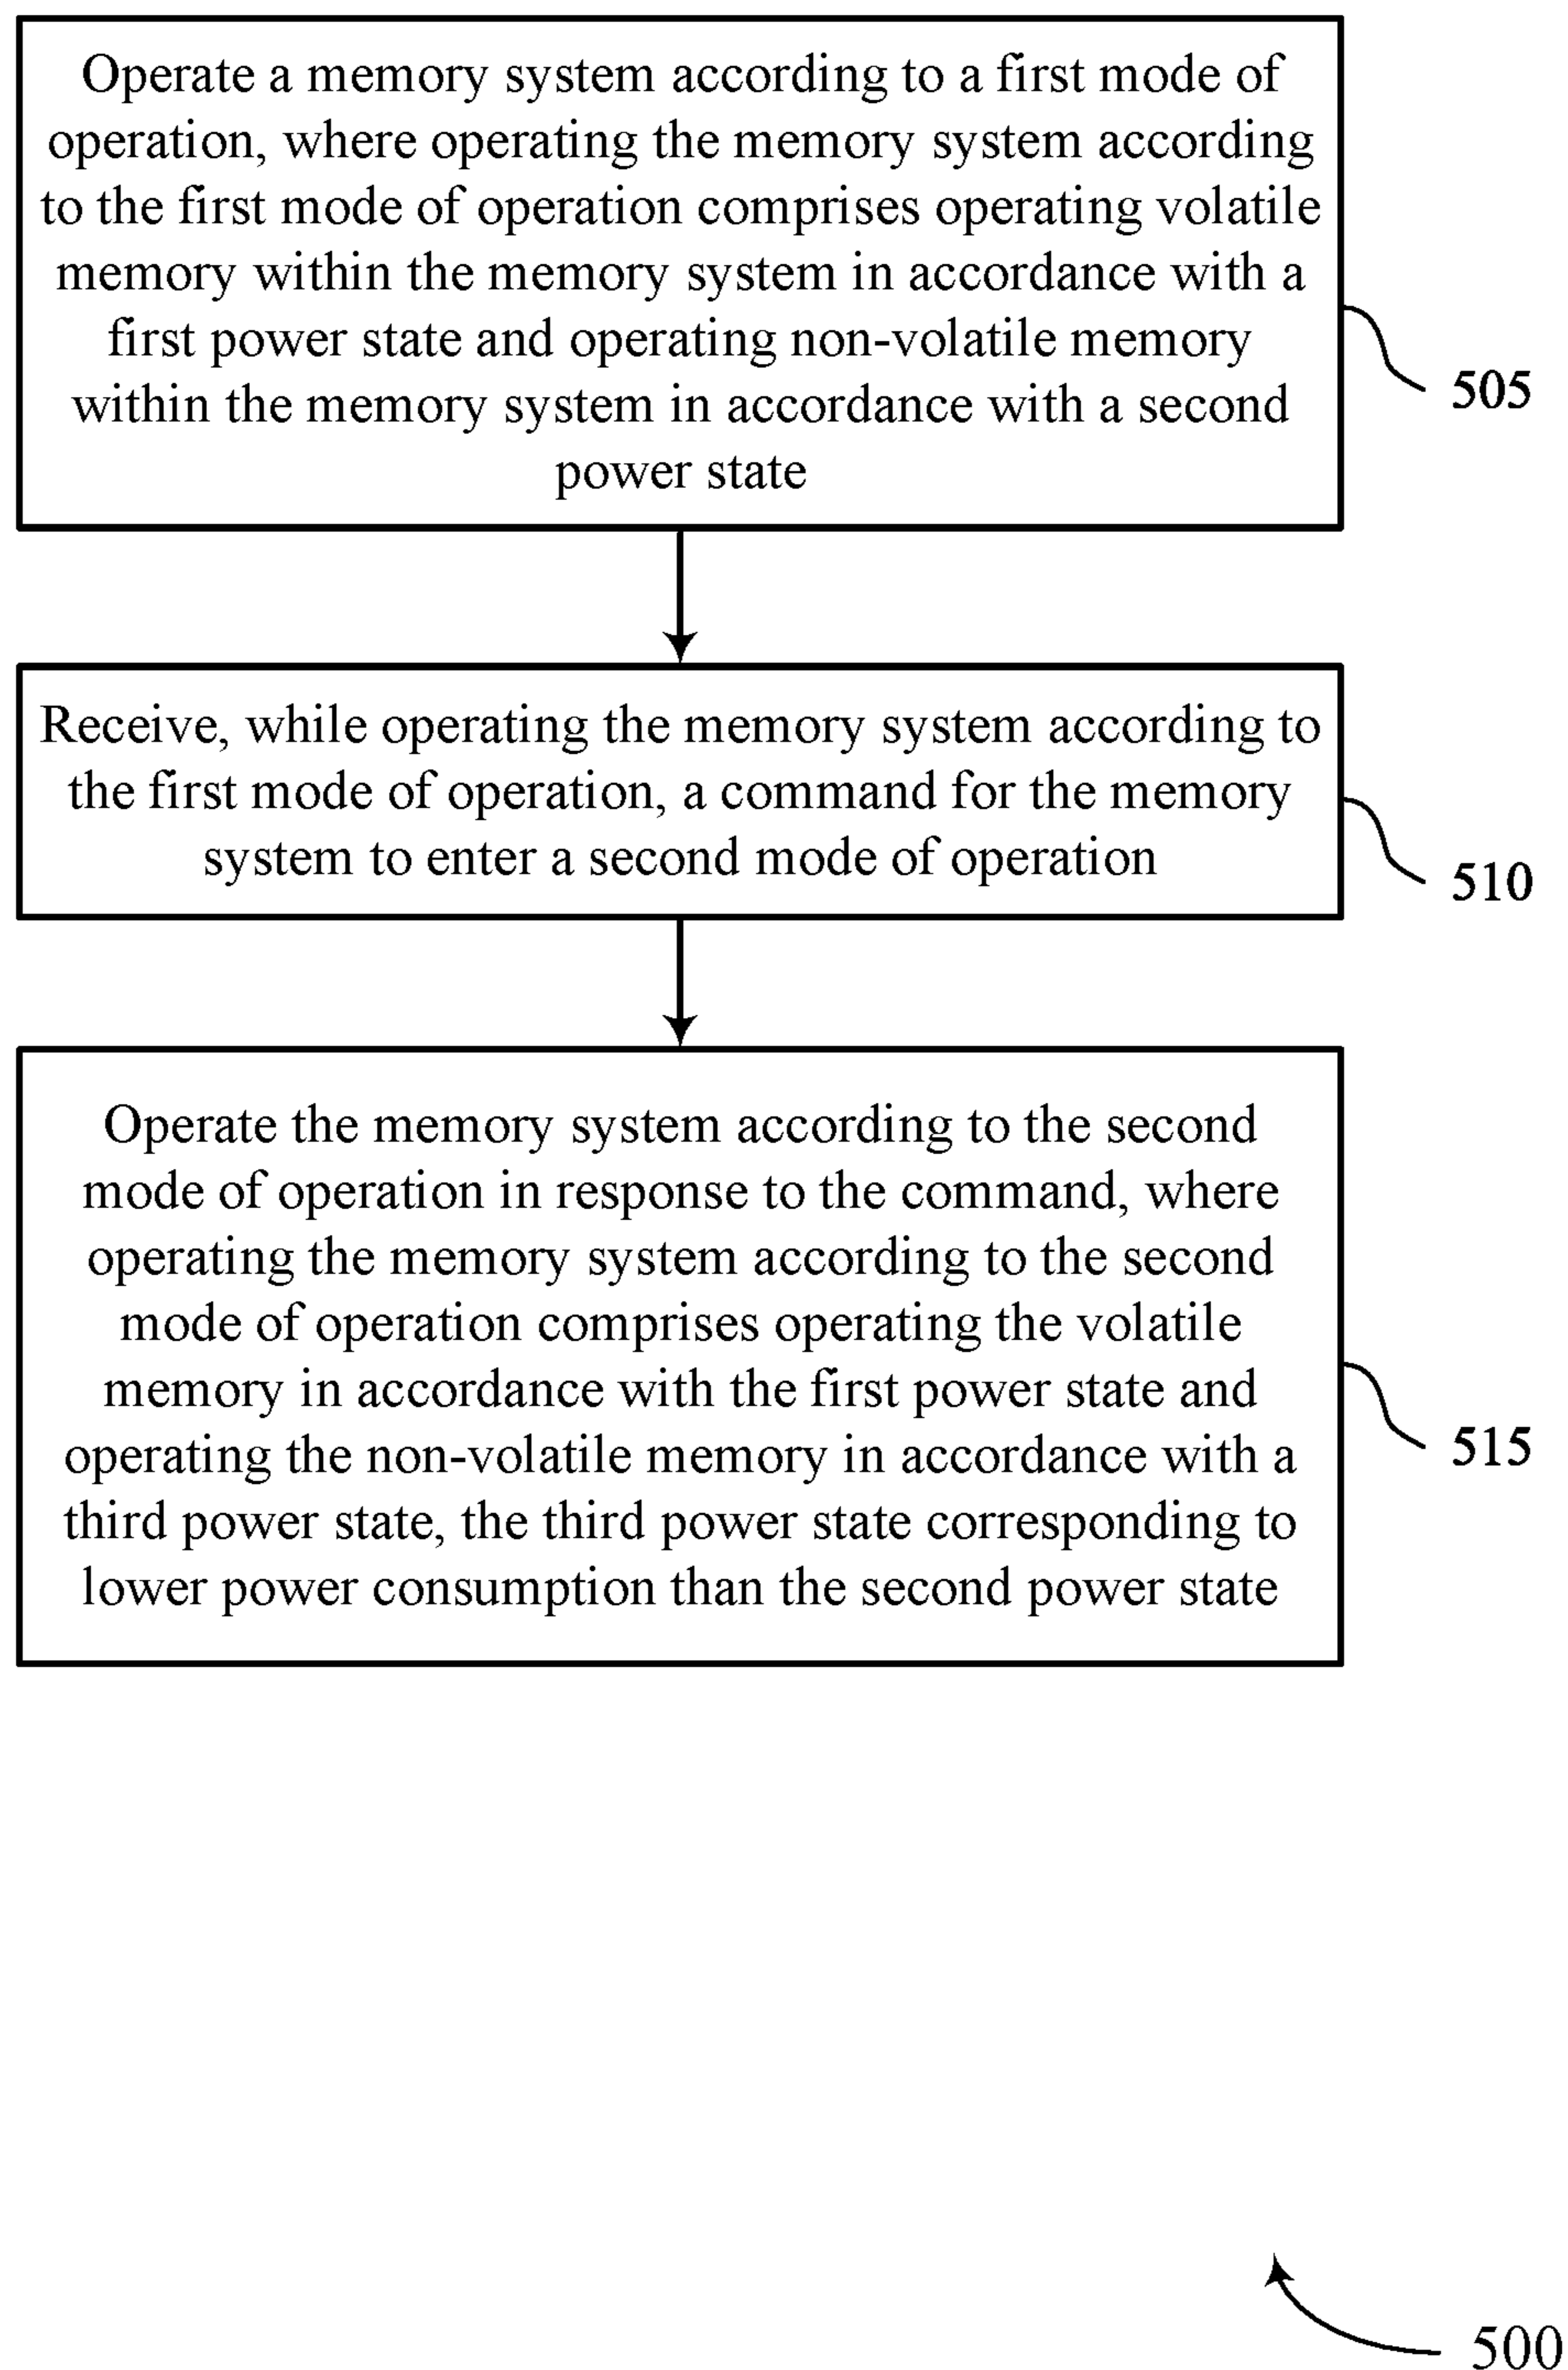 Operate a memory system according to a first mode of
operation, where operating the memory system according
to the first mode of operation comprises operating volatile
memory within the memory system in accordance with a
first power state and operating non-volatile memory
within the memory system in accordance with a second
power state
505
Receive, while operating the memory system according to
the first mode of operation, a command for the memory
system to enter a second mode of operation
510
Operate the memory system according to the second
mode of operation in response to the command, where
operating the memory system according to the second
mode of operation comprises operating the volatile
memory in accordance with the first power state and
operating the non-volatile memory in accordance with a
third power state, the third power state corresponding to
lower power consumption than the second power state
515
500